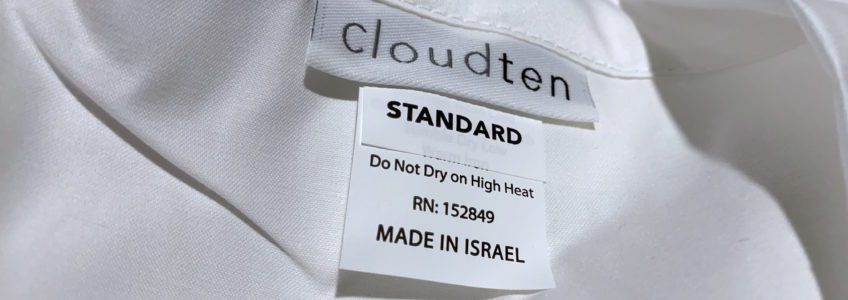 cloudten
STANDARD
Do Not Dry on High Heat
RN: 152849
MADE IN ISRAEL